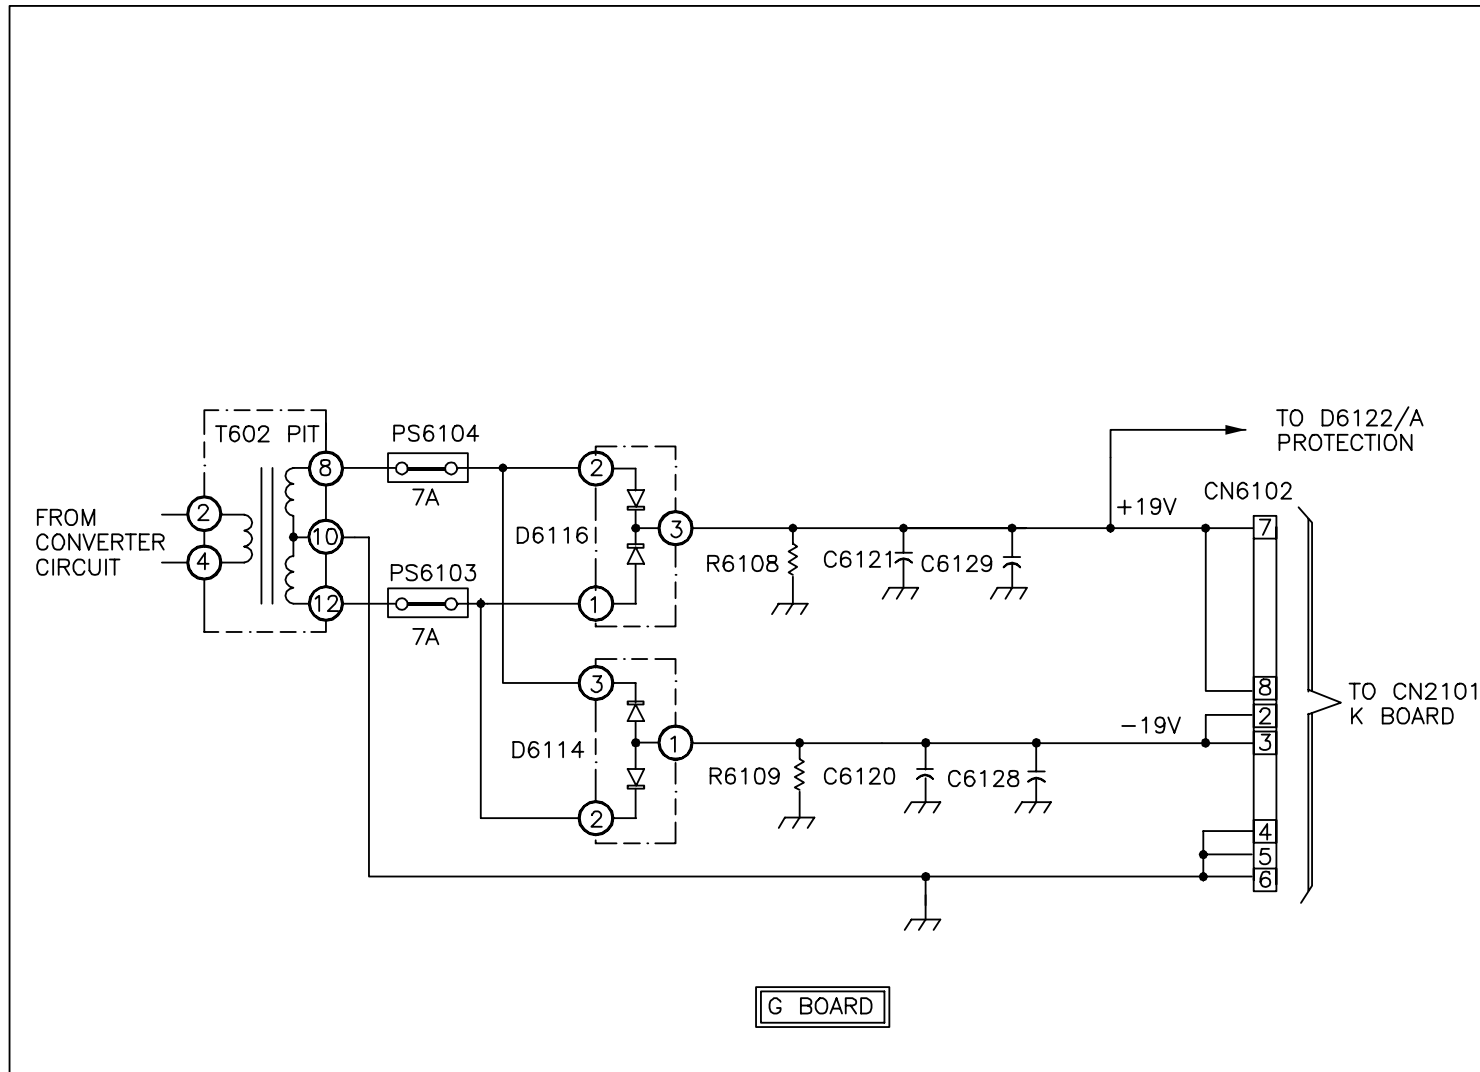 TO D6122/A
PROTECTION
T602 PIT
PS6104
8
7A
2
CN6102
+19V
7
FROM
CONVERTER
CIRCUIT
2
4
10
D6116
3
R6108
C6121
C6129
PS6103
12
7A
1
3
8
TO CN2101
K BOARD
2
-19V
3
D6114
1
R6109
C6120
C6128
2
4
5
6
G BOARD